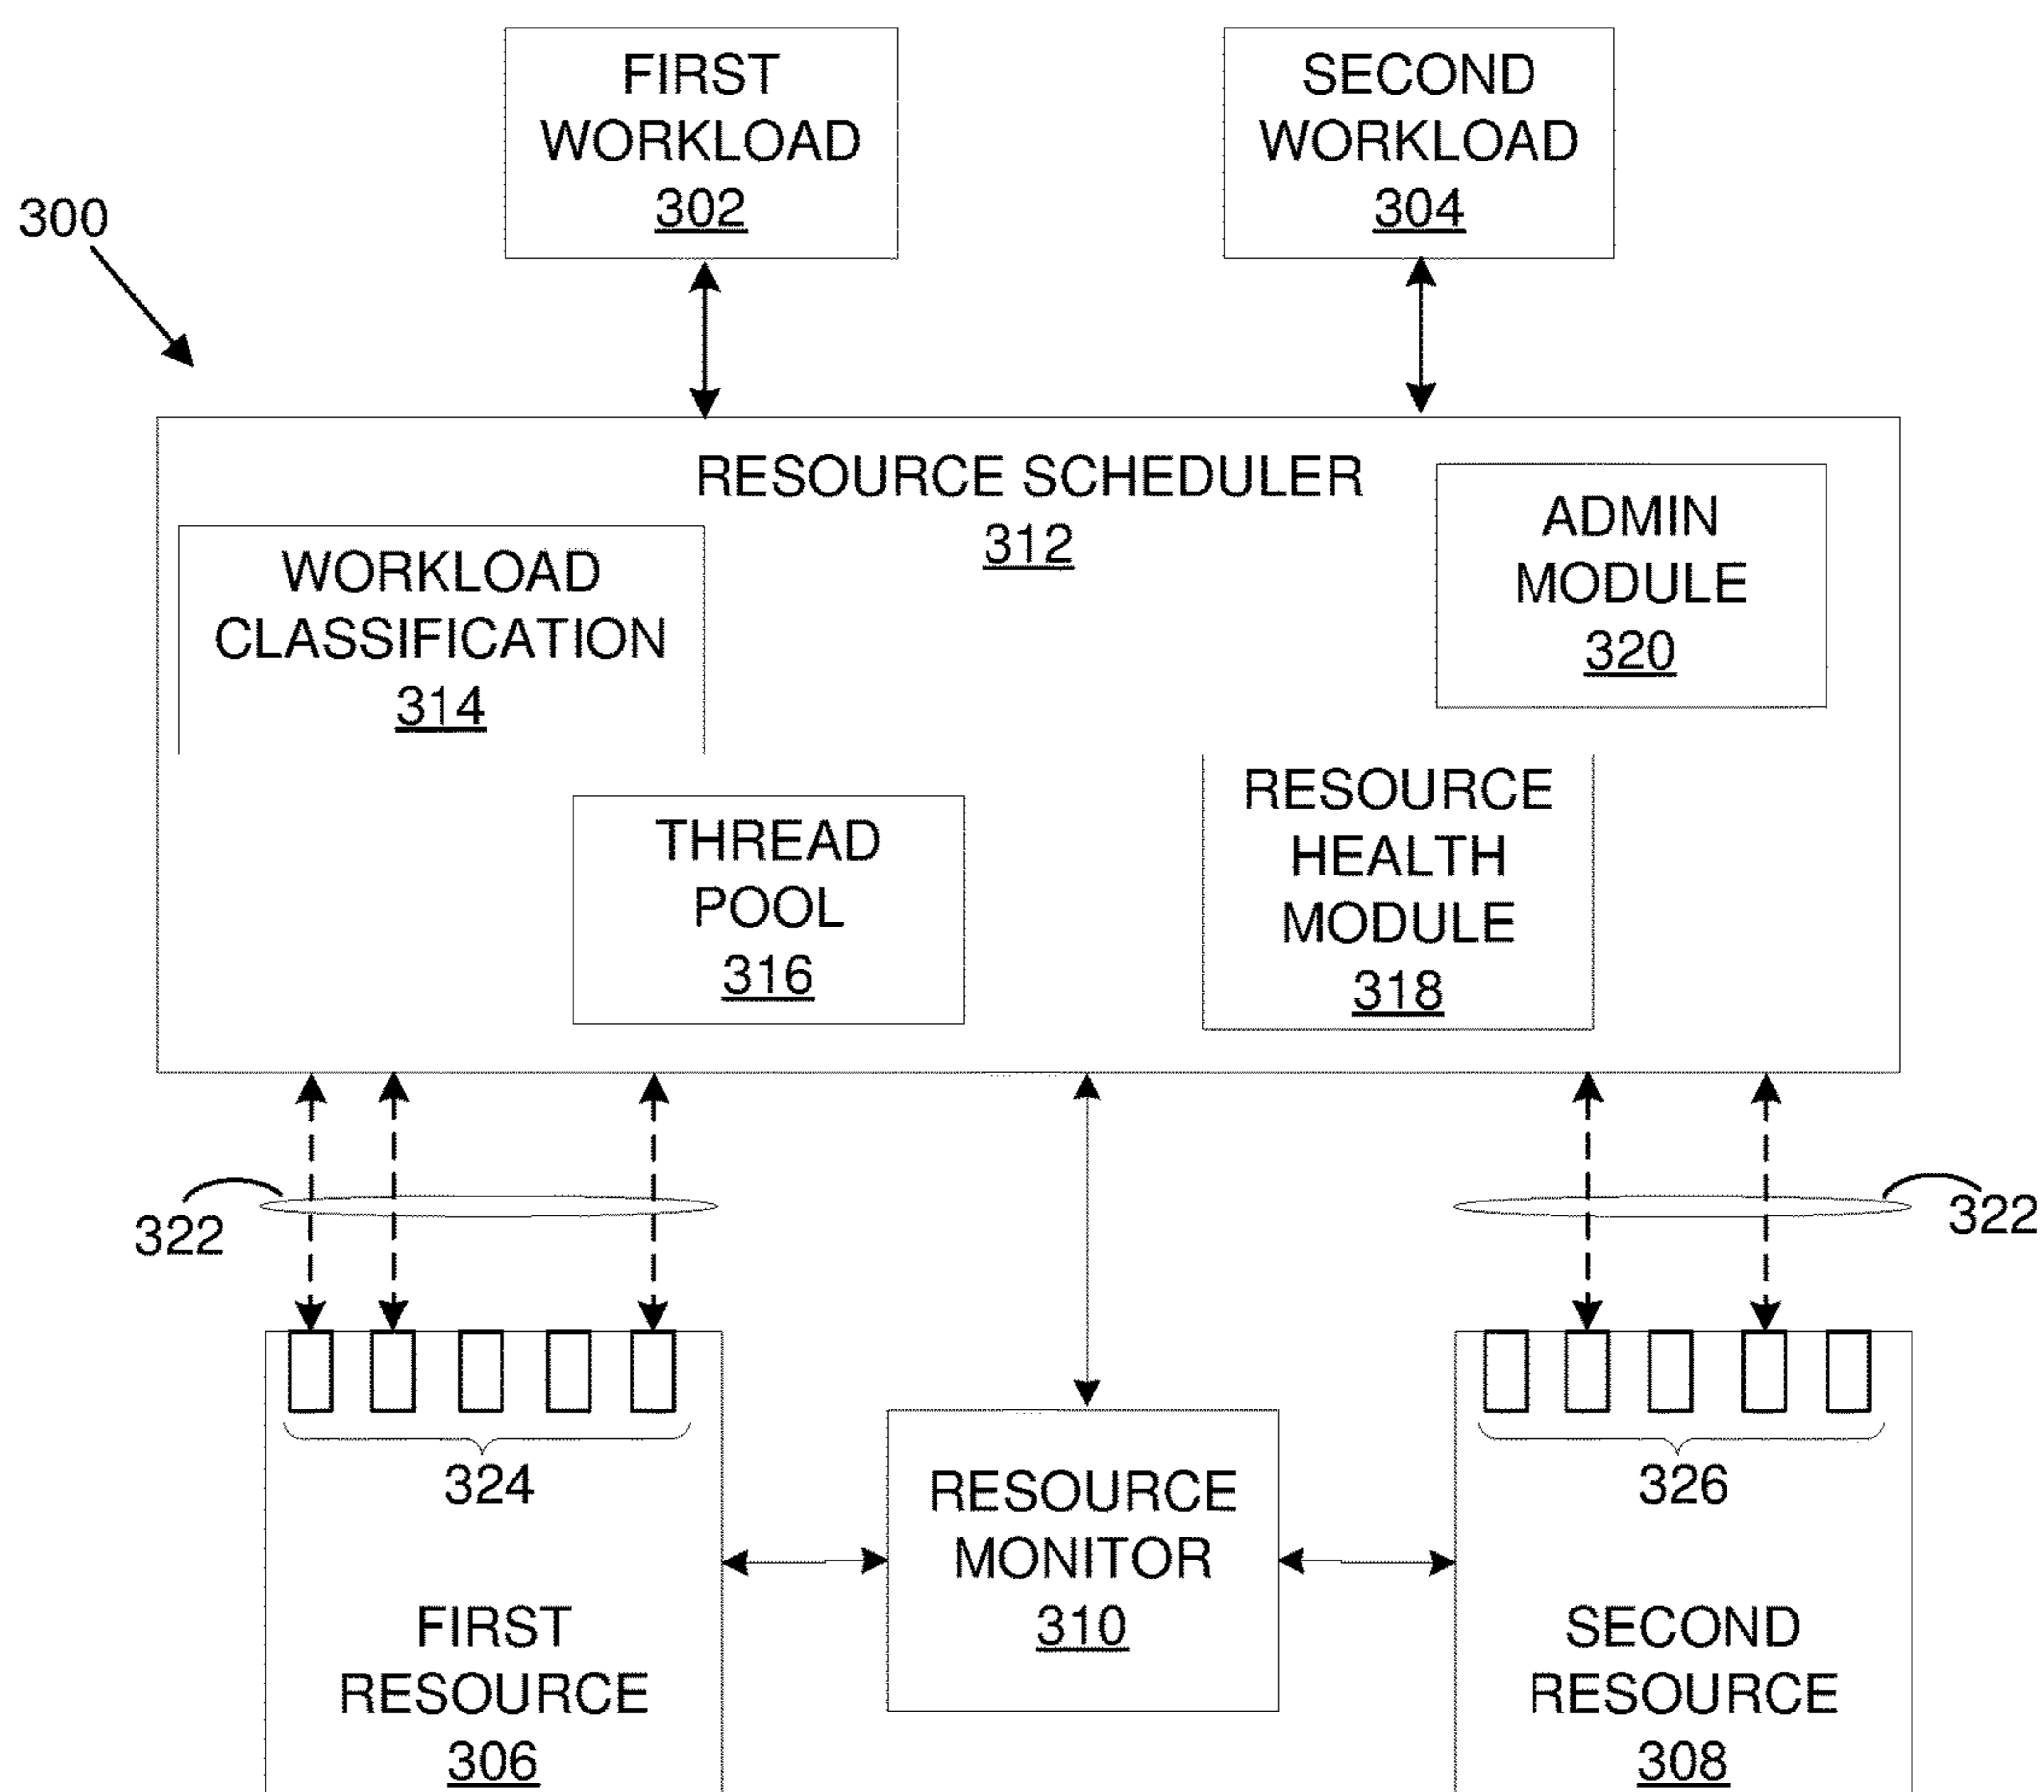 FIRST
WORKLOAD
302
SECOND
WORKLOAD
304
300
RESOURCE SCHEDULER
312
WORKLOAD
CLASSIFICATION
314
ADMIN
MODULE
320
THREAD
POOL
316
RESOURCE
HEALTH
MODULE
318
322
322
324
326
RESOURCE
MONITOR
310
FIRST
RESOURCE
306
SECOND
RESOURCE
308